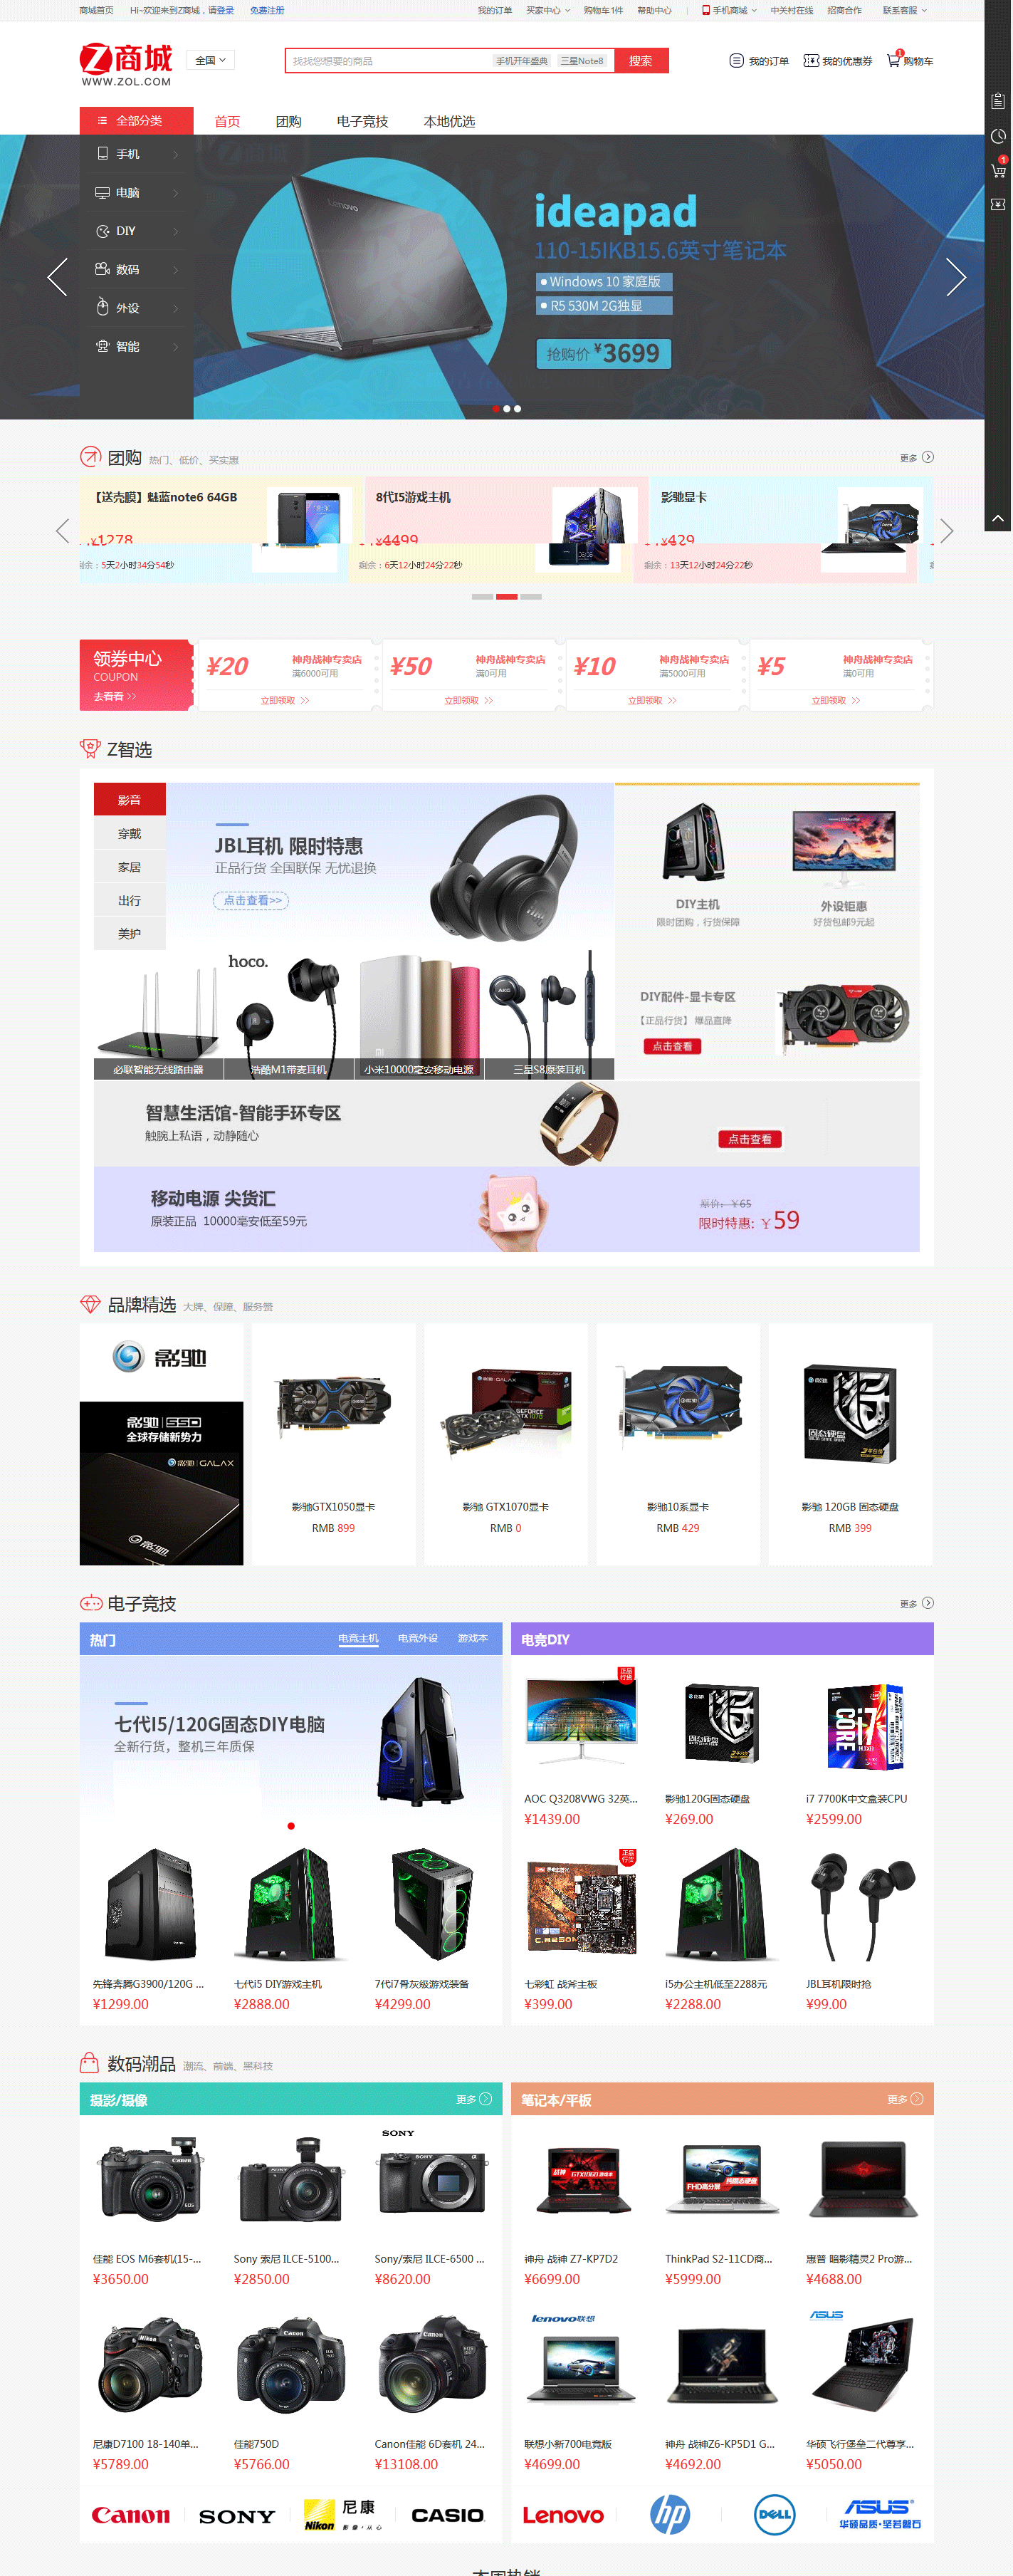 商城首页 Hi~欢迎来到Z商城，请登录 免费注册 我的订单 买家中心 购物车1件 帮助中心 手机商城 中关村在线 招商合作 联系客服
Z商城
WWW.ZOL.COM
全国
找找您想要的商品 手机开年盛典 三星Note8 搜索
我的订单 我的优惠券 1 购物车
全部分类 首页 团购 电子竞技 本地优选
手机
电脑
DIY
数码
外设
智能
lenovo
ideapad
110-15IKB15.6英寸笔记本
Windows 10 家庭版
R5 530M 2G独显
抢购价 ¥3699
1
团购 热门、低价、买实惠 更多
【送壳膜】魅蓝note6 64GB 8代I5游戏主机 影驰显卡
¥1278 ¥4499 ¥429
剩余：5天2小时34分54秒 剩余：6天12小时24分22秒 剩余：13天12小时24分22秒
领券中心
COUPON
去看看
¥20 神舟战神专卖店 满6000可用 立即领取
¥50 神舟战神专卖店 满0可用 立即领取
¥10 神舟战神专卖店 满5000可用 立即领取
¥5 神舟战神专卖店 满0可用 立即领取
Z智选
影音
穿戴
家居
出行
美护
JBL耳机 限时特惠
正品行货 全国联保 无忧退换
点击查看>>
JBL
DIY主机
限时团购，行货保障
外设钜惠
好货包邮9元起
hoco.
AKG
mi
DIY配件-显卡专区
【正品行货】 爆品直降
点击查看
必联智能无线路由器 浩酷M1带麦耳机 小米10000毫安移动电源 三星S8原装耳机
智慧生活馆-智能手环专区
触腕上私语，动静随心
点击查看
移动电源 尖货汇
原装正品 10000毫安低至59元
原价：￥65
限时特惠: ￥59
品牌精选 大牌、保障、服务赞
影驰
影驰 SSD
全球存储新势力
影驰 GALAX
影驰
影驰GTX1050显卡
RMB 899
影驰 GTX1070显卡
RMB 0
影驰10系显卡
RMB 429
影驰 120GB 固态硬盘
RMB 399
电子竞技 更多
热门 电竞主机 电竞外设 游戏本
七代I5/120G固态DIY电脑
全新行货，整机三年质保
先锋奔腾G3900/120G ... 七代i5 DIY游戏主机 7代i7骨灰级游戏装备
¥1299.00 ¥2888.00 ¥4299.00
电竞DIY
正品行货
CORE i7
AOC Q3208VWG 32英... 影驰120G固态硬盘 i7 7700K中文盒装CPU
¥1439.00 ¥269.00 ¥2599.00
正品行货
七彩虹 战斧主板 i5办公主机低至2288元 JBL耳机限时抢
¥399.00 ¥2288.00 ¥99.00
数码潮品 潮流、前端、黑科技
摄影/摄像 更多
SONY
佳能 EOS M6套机(15-... Sony 索尼 ILCE-5100... Sony/索尼 ILCE-6500 ...
¥3650.00 ¥2850.00 ¥8620.00
尼康D7100 18-140单... 佳能750D Canon佳能 6D套机 24...
¥5789.00 ¥5766.00 ¥13108.00
Canon SONY Nikon 尼康 影像·从心 CASIO
笔记本/平板 更多
神舟 战神 Z7-KP7D2 ThinkPad S2-11CD商... 惠普 暗影精灵2 Pro游...
¥6699.00 ¥5999.00 ¥4688.00
lenovo联想 ASUS
联想小新700电竞版 神舟 战神Z6-KP5D1 G... 华硕飞行堡垒二代尊享...
¥4699.00 ¥4692.00 ¥5050.00
Lenovo hp DELL ASUS 华硕品质·坚若磐石